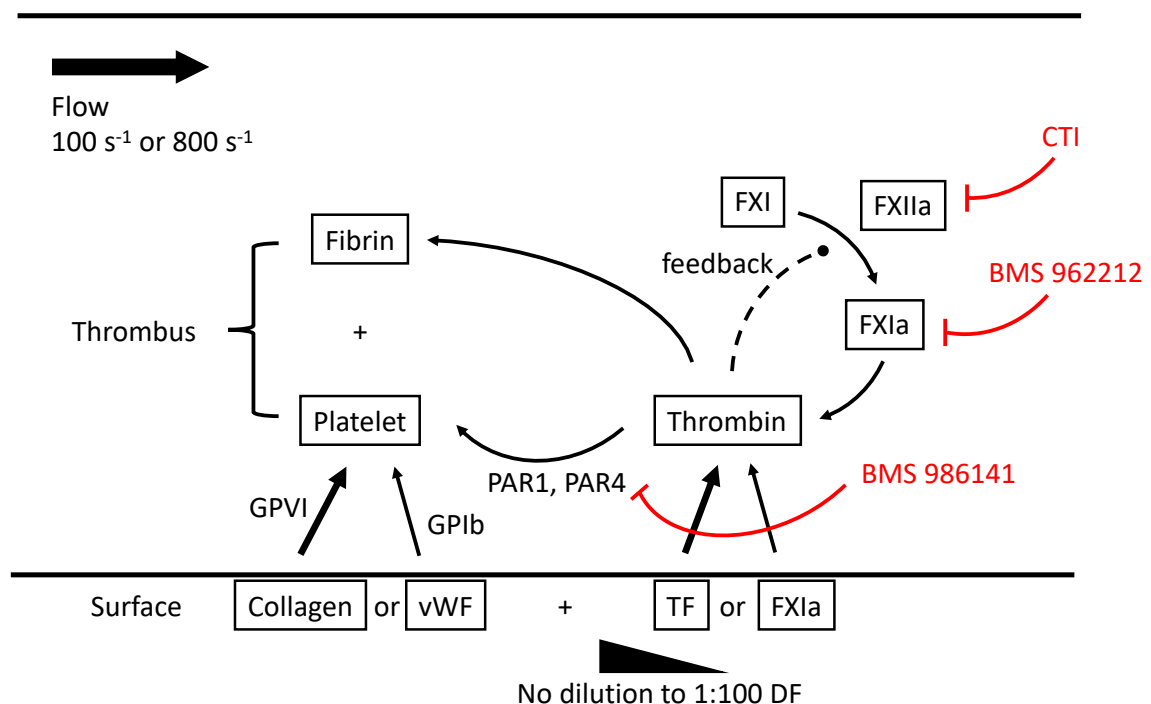 Flow
100 s-1 or 800 s-1
CTI
FXI
FXIIa
Fibrin
feedback
BMS 962212
FXIa
Thrombus
+
Platelet
Thrombin
PAR1, PAR4
BMS 986141
GPVI
GPIb
Surface
Collagen or vWF
+
TF or FXIa
No dilution to 1:100 DF